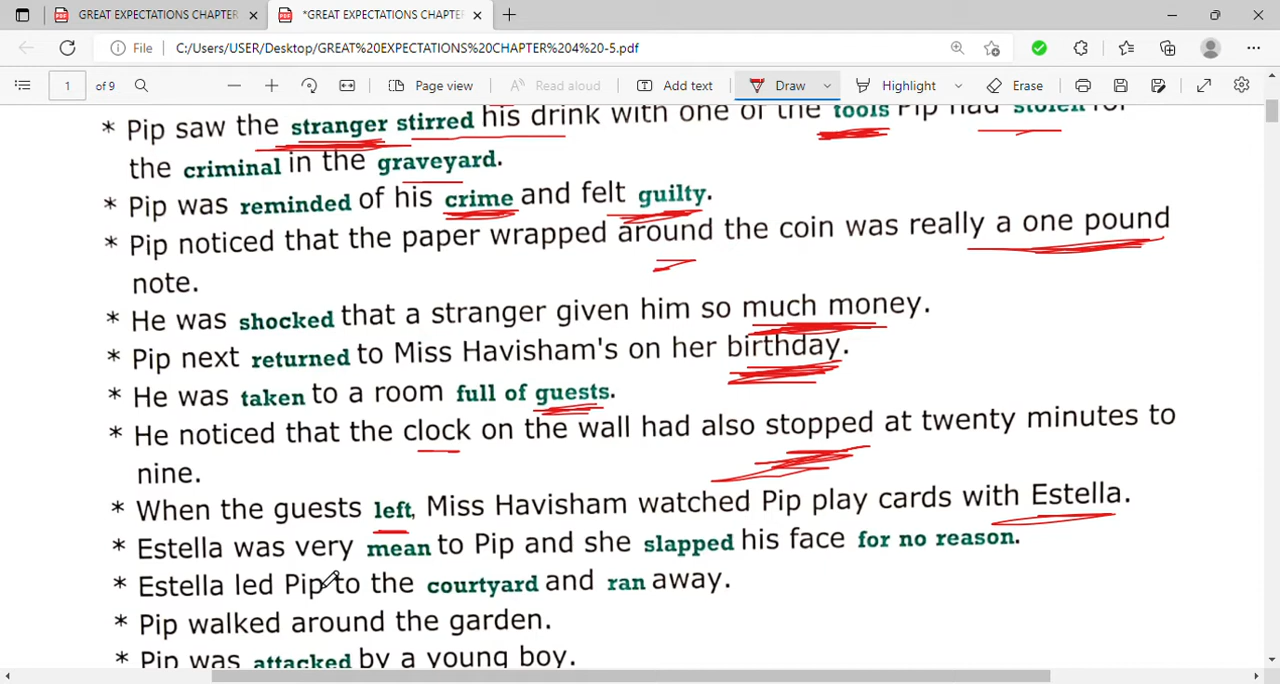 GREAT EXPECTATIONS CHAPTER
*GREAT EXPECTATIONS CHAPTE
File
C:/Users/USER/Desktop/GREAT%20EXPECTATIONS%20CHAPTER%204%20-5.pdf
1 of 9
Page view
Read aloud
Add text
Draw
Highlight
Erase
* Pip saw the stranger stirred his drink with one of the tools Pip had stolen for
the criminal in the graveyard.
* Pip was reminded of his crime and felt guilty.
* Pip noticed that the paper wrapped around the coin was really a one pound
note.
* He was shocked that a stranger given him so much money.
* Pip next returned to Miss Havisham's on her birthday.
* He was taken to a room full of guests.
* He noticed that the clock on the wall had also stopped at twenty minutes to
nine.
* When the guests left, Miss Havisham watched Pip play cards with Estella.
* Estella was very mean to Pip and she slapped his face for no reason.
* Estella led Pip to the courtyard and ran away.
* Pip walked around the garden.
* Pip was attacked by a young boy.